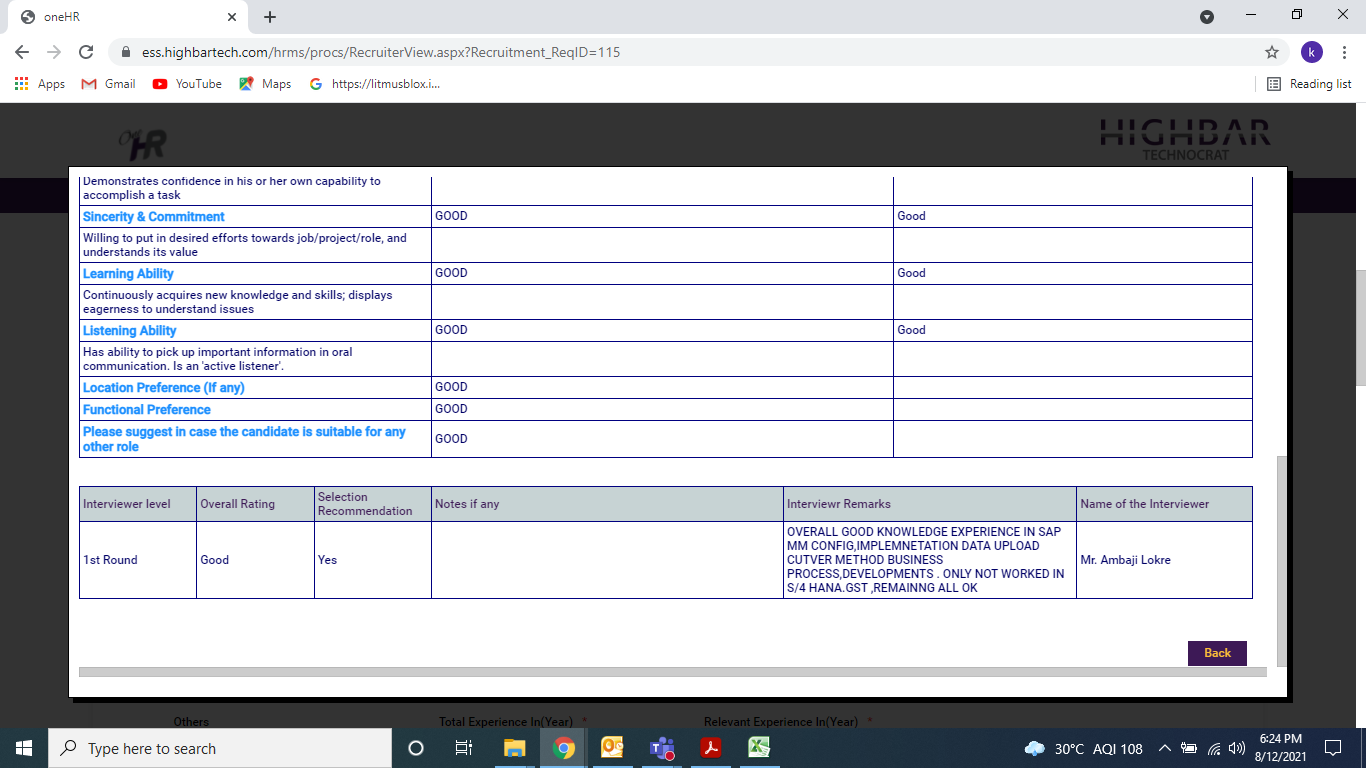 oneHR
ess.highbartech.com/hrms/procs/RecruiterView.aspx?Recruitment_ReqID=115
k
Apps
Gmail
YouTube
Maps
https://litmusblox.i...
Reading list
HR
HIGHBAR
TECHNOCRAT
Demonstrates confidence in his or her own capability to
accomplish a task
Sincerity & Commitment
GOOD
Good
Willing to put in desired efforts towards job/project/role, and
understands its value
Learning Ability
GOOD
Good
Continuously acquires new knowledge and skills; displays
eagerness to understand issues
Listening Ability
GOOD
Good
Has ability to pick up important information in oral
communication. Is an 'active listener'.
Location Preference (If any)
GOOD
Functional Preference
GOOD
Please suggest in case the candidate is suitable for any
other role
GOOD
Interviewer level
Overall Rating
Selection
Recommendation
Notes if any
Interviewr Remarks
Name of the Interviewer
1st Round
Good
Yes
OVERALL GOOD KNOWLEDGE EXPERIENCE IN SAP
MM CONFIG,IMPLEMNETATION DATA UPLOAD
CUTVER METHOD BUSINESS
PROCESS,DEVELOPMENTS . ONLY NOT WORKED IN
S/4 HANA.GST ,REMAINNG ALL OK
Mr. Ambaji Lokre
Back
Others
Total Experience In(Year) *
Relevant Experience In(Year) *
Type here to search
30°C AQI 108
6:24 PM
8/12/2021